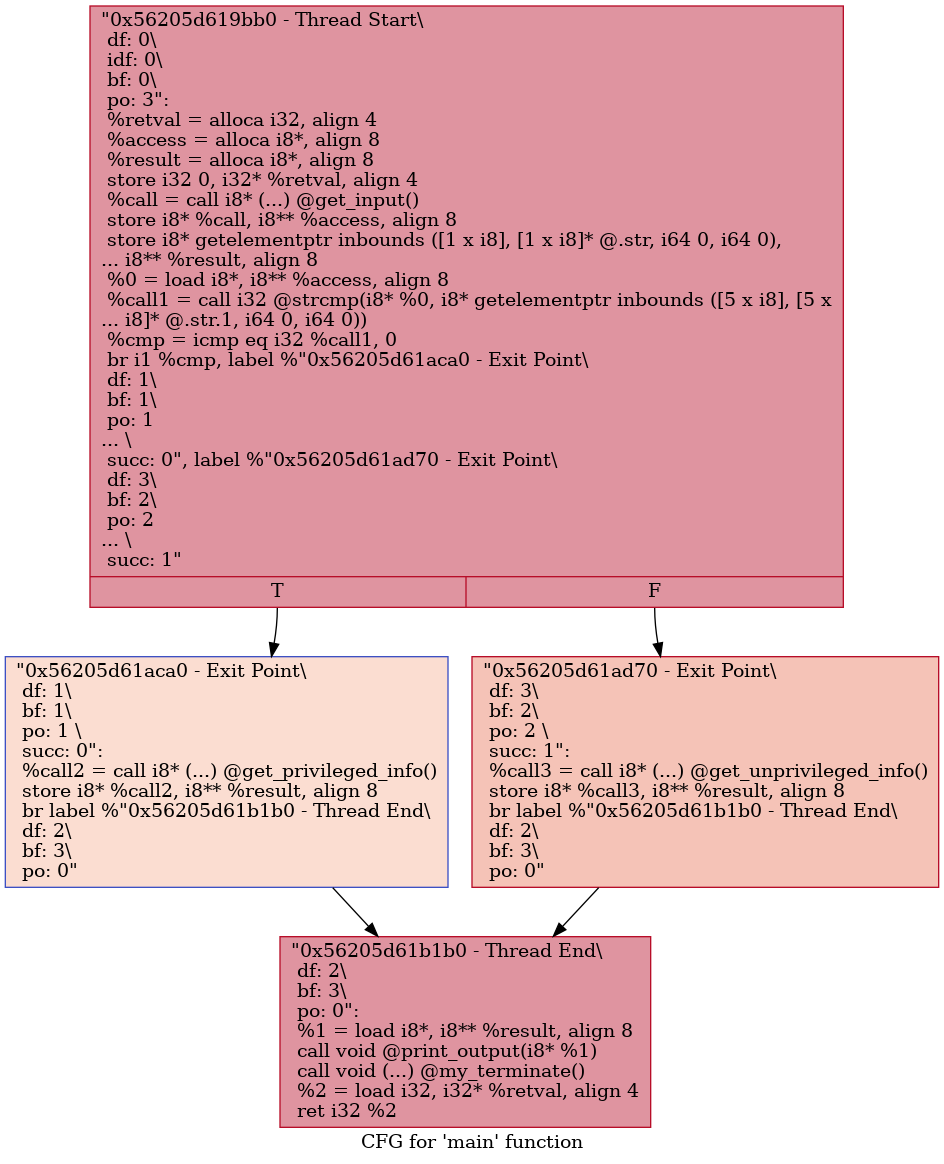 "0x56205d619bb0 - Thread Start\
df: 0\
idf: 0\
bf: 0\
po: 3":
%retval = alloca i32, align 4
%access = alloca i8*, align 8
%result = alloca i8*, align 8
store i32 0, i32* %retval, align 4
%call = call i8* (...) @get_input()
store i8* %call, i8** %access, align 8
store i8* getelementptr inbounds ([1 x i8], [1 x i8]* @.str, i64 0, i64 0),
... i8** %result, align 8
%0 = load i8*, i8** %access, align 8
%call1 = call i32 @strcmp(i8* %0, i8* getelementptr inbounds ([5 x i8], [5 x
... i8]* @.str.1, i64 0, i64 0))
%cmp = icmp eq i32 %call1, 0
br i1 %cmp, label %"0x56205d61aca0 - Exit Point\
df: 1\
bf: 1\
po: 1
... \
succ: 0", label %"0x56205d61ad70 - Exit Point\
df: 3\
bf: 2\
po: 2
... \
succ: 1"
T
F
"0x56205d61aca0 - Exit Point\
df: 1\
bf: 1\
po: 1 \
succ: 0":
%call2 = call i8* (...) @get_privileged_info()
store i8* %call2, i8** %result, align 8
br label %"0x56205d61b1b0 - Thread End\
df: 2\
bf: 3\
po: 0"
"0x56205d61ad70 - Exit Point\
df: 3\
bf: 2\
po: 2 \
succ: 1":
%call3 = call i8* (...) @get_unprivileged_info()
store i8* %call3, i8** %result, align 8
br label %"0x56205d61b1b0 - Thread End\
df: 2\
bf: 3\
po: 0"
"0x56205d61b1b0 - Thread End\
df: 2\
bf: 3\
po: 0":
%1 = load i8*, i8** %result, align 8
call void @print_output(i8* %1)
call void (...) @my_terminate()
%2 = load i32, i32* %retval, align 4
ret i32 %2
CFG for 'main' function